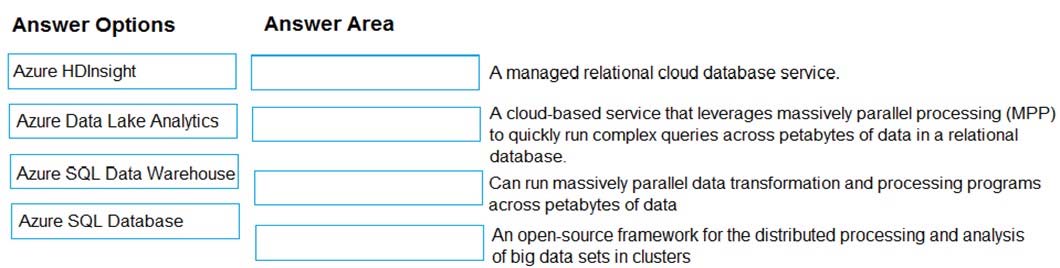 Answer Options
Answer Area
Azure HDInsight
A managed relational cloud database service.
Azure Data Lake Analytics
A cloud-based service that leverages massively parallel processing (MPP)
to quickly run complex queries across petabytes of data in a relational
database.
Azure SQL Data Warehouse
Can run massively parallel data transformation and processing programs
across petabytes of data
Azure SQL Database
An open-source framework for the distributed processing and analysis
of big data sets in clusters